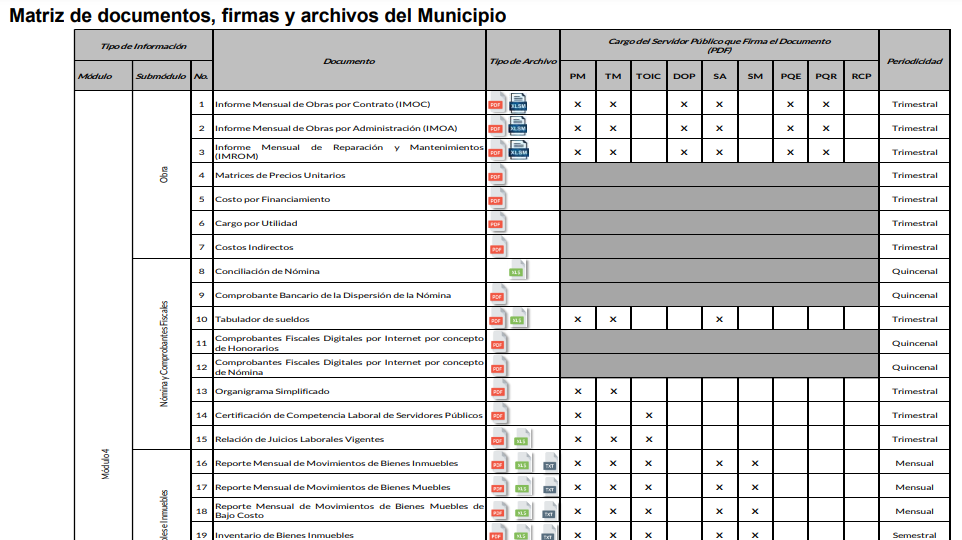 Matriz de documentos, firmas y archivos del Municipio
Tipo de Información Documento Tipo de Archivo Cargo del Servidor Público que Firma el Documento
(PDF) Periodicidad
Módulo Submódulo No. PM TM TOIC DOP SA SM PQE PQR RCP
Módulo 4
Obra
1 Informe Mensual de Obras por Contrato (IMOC) PDF XLSM × × × × × × Trimestral
2 Informe Mensual de Obras por Administración (IMOA) PDF XLSM × × × × × × Trimestral
3 Informe Mensual de Reparación y Mantenimientos
(IMROM) PDF XLSM × × × × × × Trimestral
4 Matrices de Precios Unitarios PDF Trimestral
5 Costo por Financiamiento PDF Trimestral
6 Cargo por Utilidad PDF Trimestral
7 Costos Indirectos PDF Trimestral
Nómina y Comprobantes Fiscales
8 Conciliación de Nómina XLS Quincenal
9 Comprobante Bancario de la Dispersión de la Nómina PDF Quincenal
10 Tabulador de sueldos PDF XLS × × × Trimestral
11 Comprobantes Fiscales Digitales por Internet por concepto
de Honorarios PDF Quincenal
12 Comprobantes Fiscales Digitales por Internet por concepto
de Nómina PDF Quincenal
13 Organigrama Simplificado PDF × × Trimestral
14 Certificación de Competencia Laboral de Servidores Públicos PDF × × Trimestral
15 Relación de Juicios Laborales Vigentes PDF XLS × × × Trimestral
Inmuebles
16 Reporte Mensual de Movimientos de Bienes Inmuebles PDF XLS TXT × × × × × Mensual
17 Reporte Mensual de Movimientos de Bienes Muebles PDF XLS TXT × × × × × Mensual
18 Reporte Mensual de Movimientos de Bienes Muebles de
Bajo Costo PDF XLS TXT × × × × × Mensual
19 Inventario de Bienes Inmuebles PDF XLS TXT × × × × × Semestral